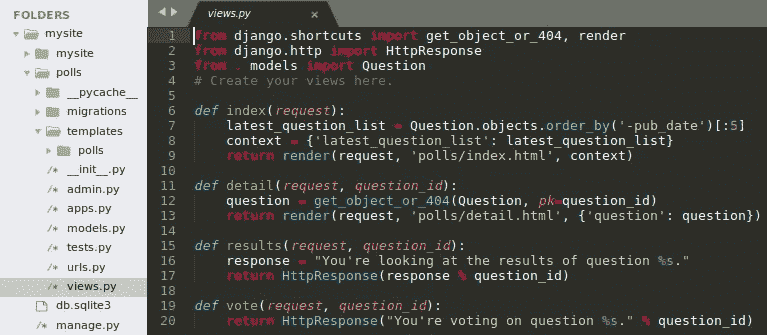 FOLDERS
mysite
mysite
polls
__pycache__
migrations
templates
polls
__init__.py
admin.py
apps.py
models.py
tests.py
urls.py
views.py
db.sqlite3
manage.py
views.py ×
1 from django.shortcuts import get_object_or_404, render
2 from django.http import HttpResponse
3 from . models import Question
4 # Create your views here.
5
6 def index(request):
7     latest_question_list = Question.objects.order_by('-pub_date')[:5]
8     context = {'latest_question_list': latest_question_list}
9     return render(request, 'polls/index.html', context)
10
11 def detail(request, question_id):
12     question = get_object_or_404(Question, pk=question_id)
13     return render(request, 'polls/detail.html', {'question': question})
14
15 def results(request, question_id):
16     response = "You're looking at the results of question %s."
17     return HttpResponse(response % question_id)
18
19 def vote(request, question_id):
20     return HttpResponse("You're voting on question %s." % question_id)